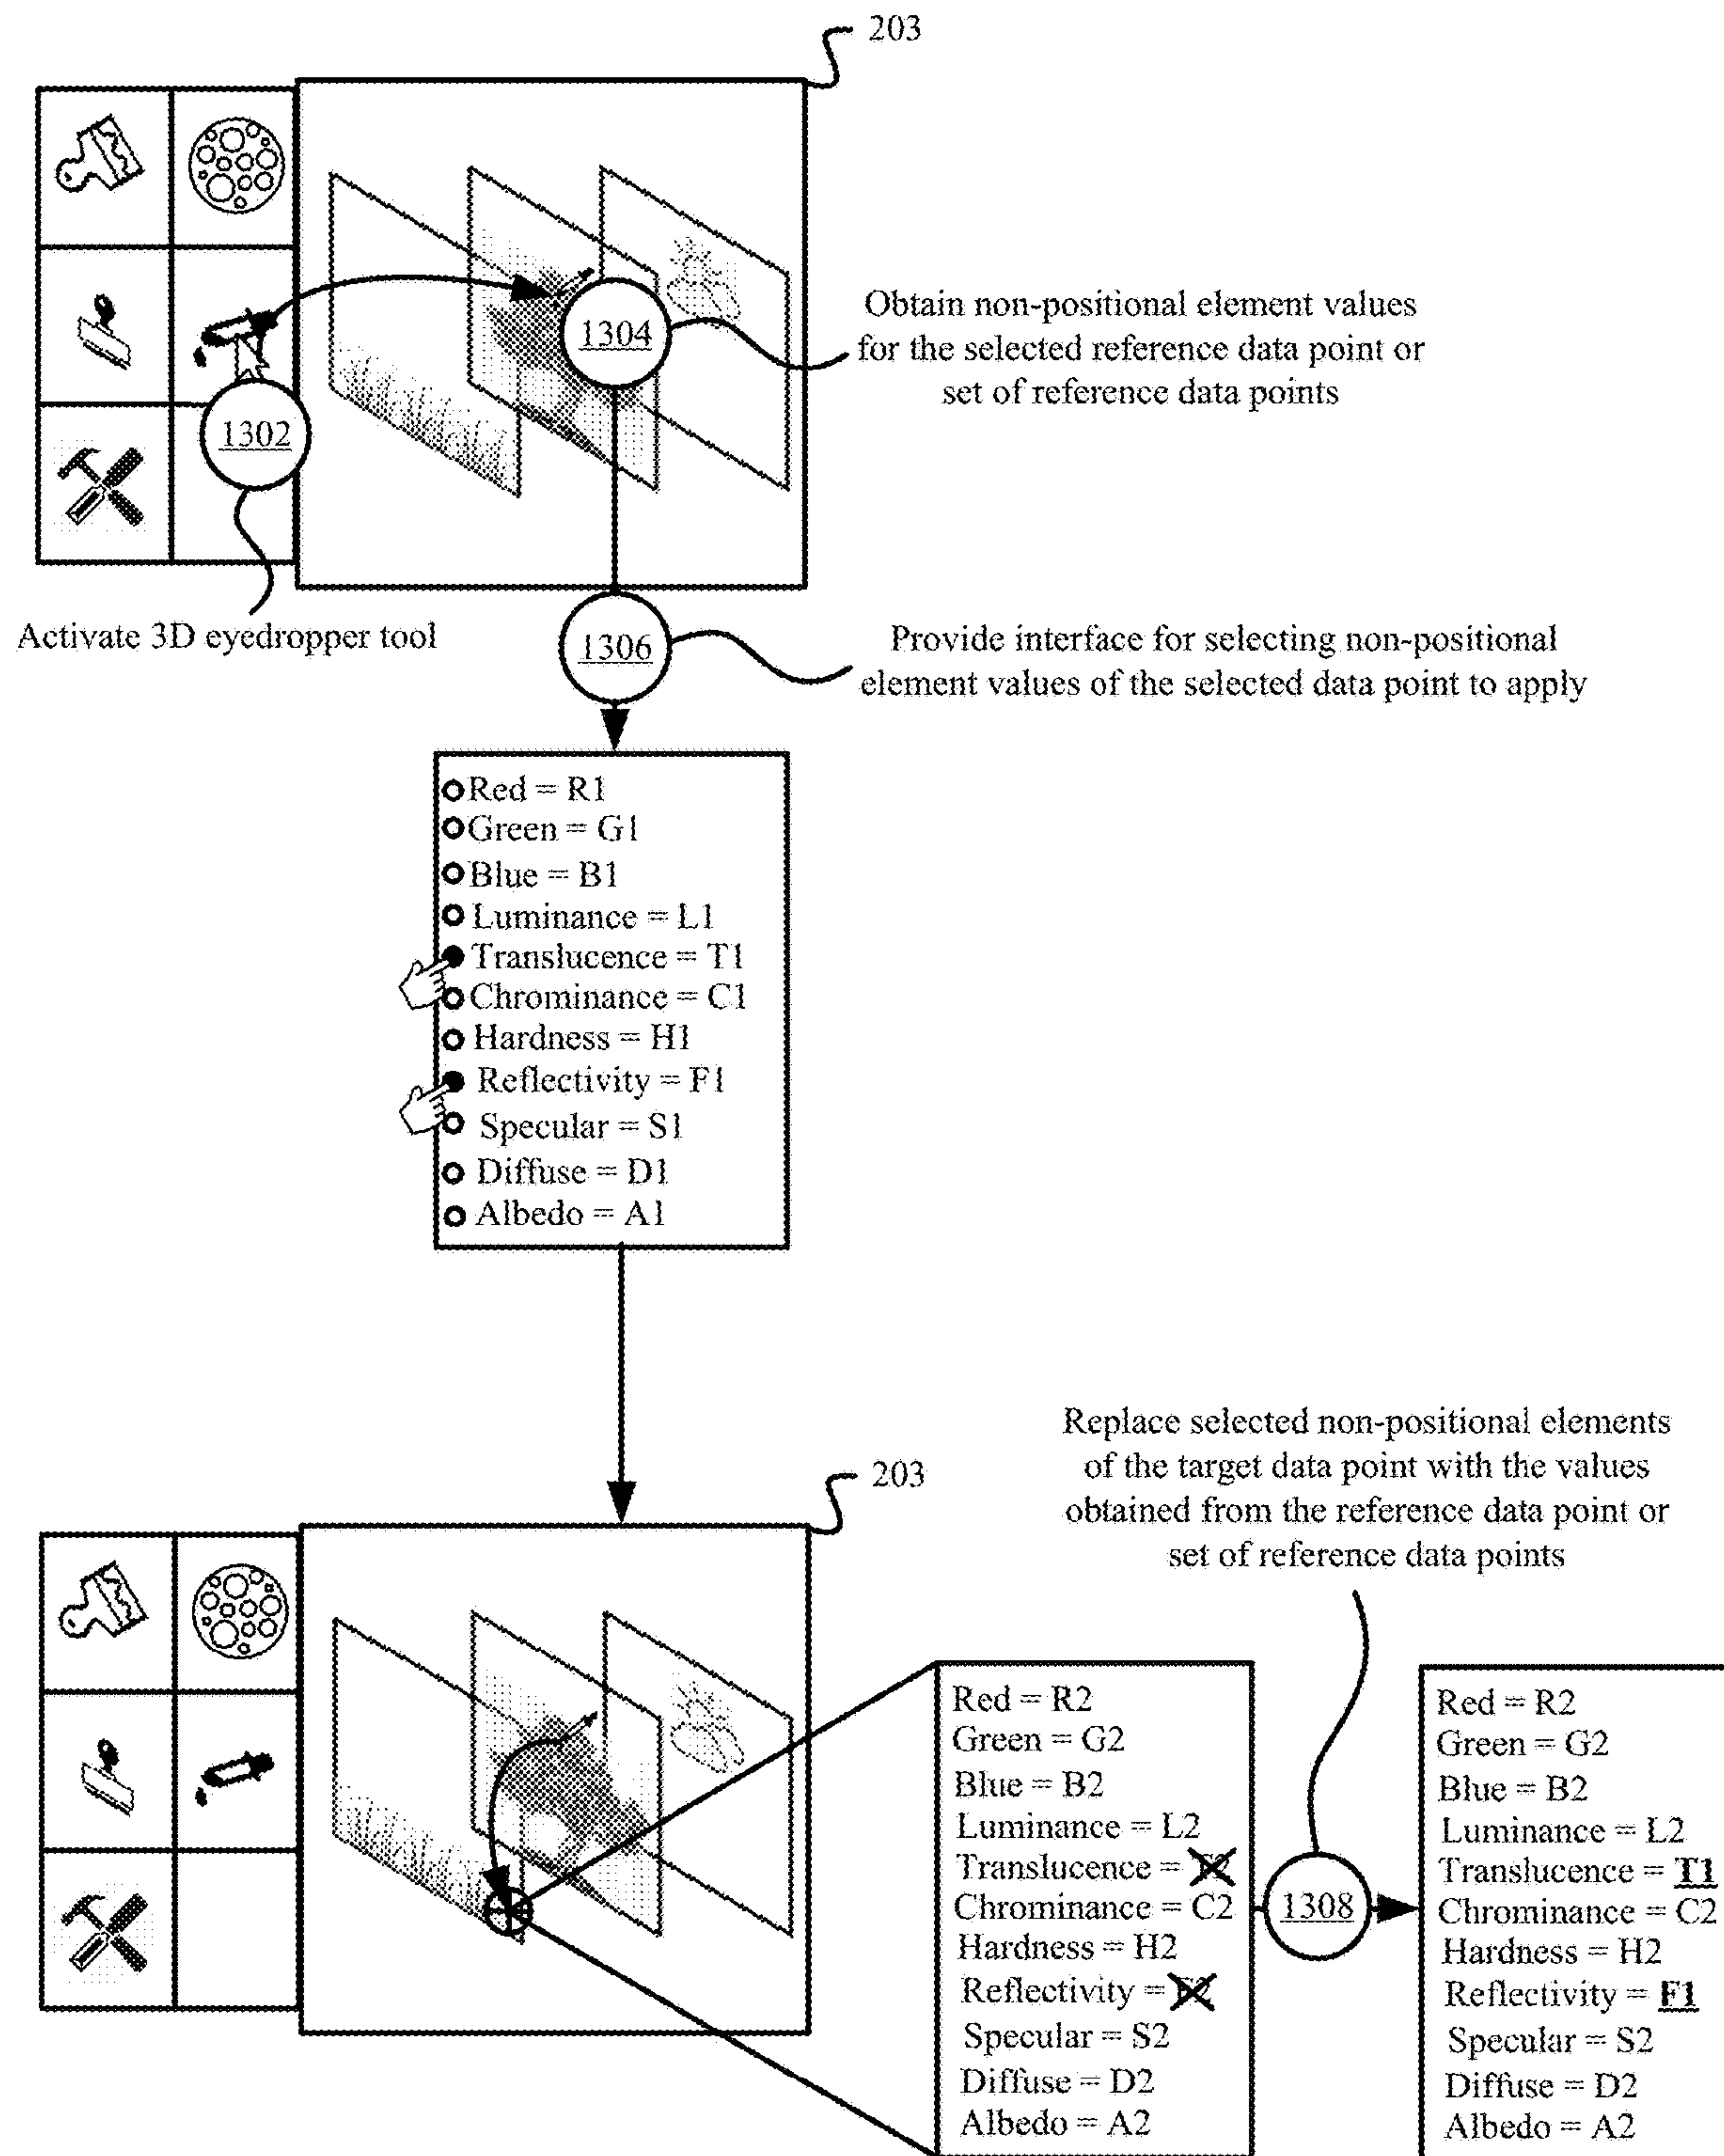 203
1304
Obtain non-positional element values
for the selected reference data point or
set of reference data points
1302
Activate 3D eyedropper tool
1306
Provide interface for selecting non-positional
element values of the selected data point to apply
Red = R1
Green = G1
Blue = B1
Luminance = L1
Translucence = T1
Chrominance = C1
Hardness = H1
Reflectivity = F1
Specular = S1
Diffuse = D1
Albedo = A1
Replace selected non-positional elements
of the target data point with the values
obtained from the reference data point or
set of reference data points
203
Red = R2
Green = G2
Blue = B2
Luminance = L2
Translucence = T2
Chrominance = C2
Hardness = H2
Reflectivity = F2
Specular = S2
Diffuse = D2
Albedo = A2
1308
Red = R2
Green = G2
Blue = B2
Luminance = L2
Translucence = T1
Chrominance = C2
Hardness = H2
Reflectivity = F1
Specular = S2
Diffuse = D2
Albedo = A2